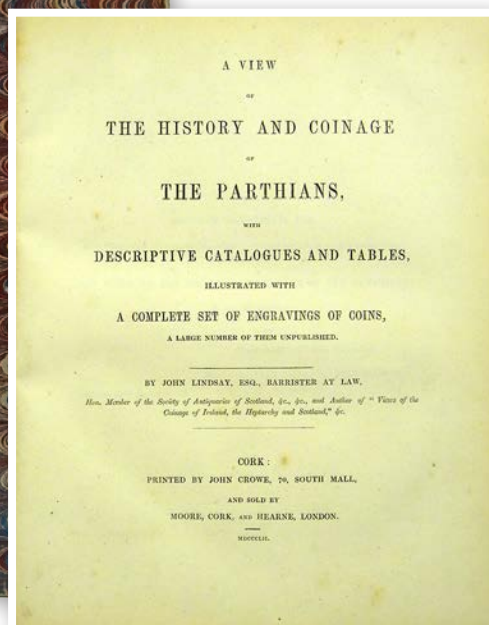 A VIEW
OF
THE HISTORY AND COINAGE
OF
THE PARTHIANS,
WITH
DESCRIPTIVE CATALOGUES AND TABLES,
ILLUSTRATED WITH
A COMPLETE SET OF ENGRAVINGS OF COINS,
A LARGE NUMBER OF THEM UNPUBLISHED.
BY JOHN LINDSAY, ESQ., BARRISTER AT LAW,
Hon. Member of the Society of Antiquaries of Scotland, &c., &c., and Author of "Views of the
Coinage of Ireland, the Heptarchy and Scotland," &c.
CORK:
PRINTED BY JOHN CROWE, 70, SOUTH MALL,
AND SOLD BY
MOORE, CORK, AND HEARNE, LONDON.
MDCCCLII.